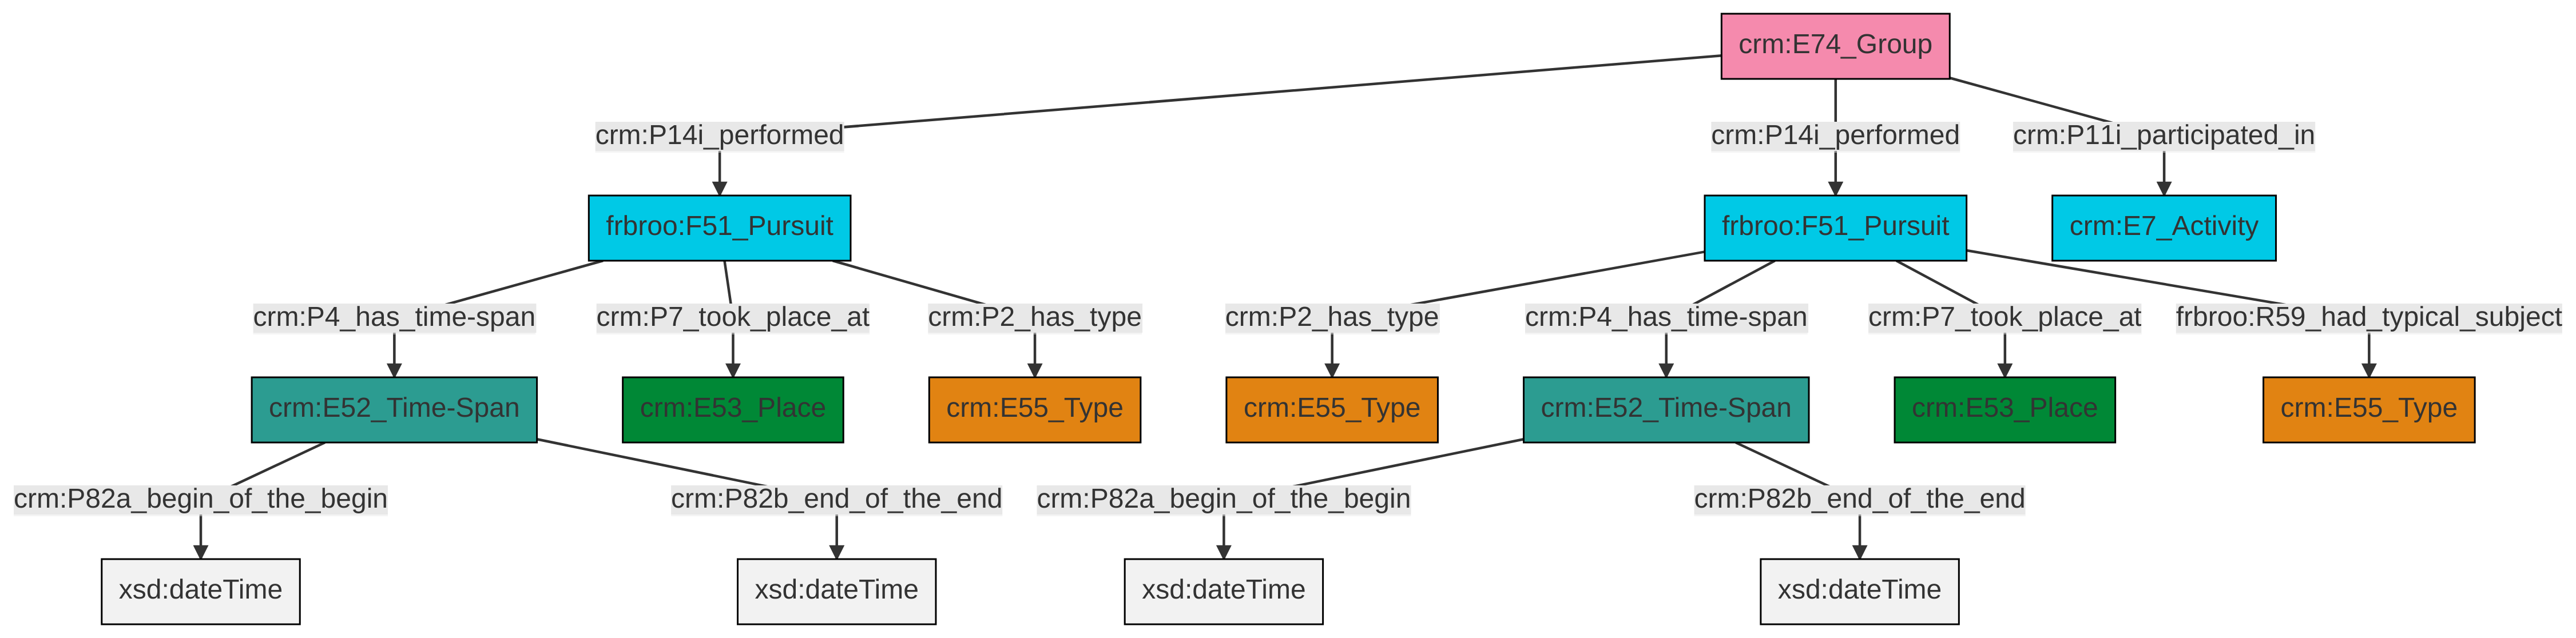 crm:E74_Group
crm:P14i_performed
crm:P14i_performed
crm:P11i_participated_in
frbroo:F51_Pursuit
frbroo:F51_Pursuit
crm:E7_Activity
crm:P4_has_time-span
crm:P7_took_place_at
crm:P2_has_type
crm:P2_has_type
crm:P4_has_time-span
crm:P7_took_place_at
frbroo:R59_had_typical_subject
crm:E52_Time-Span
crm:E53_Place
crm:E55_Type
crm:E55_Type
crm:E52_Time-Span
crm:E53_Place
crm:E55_Type
crm:P82a_begin_of_the_begin
crm:P82b_end_of_the_end
crm:P82a_begin_of_the_begin
crm:P82b_end_of_the_end
xsd:dateTime
xsd:dateTime
xsd:dateTime
xsd:dateTime